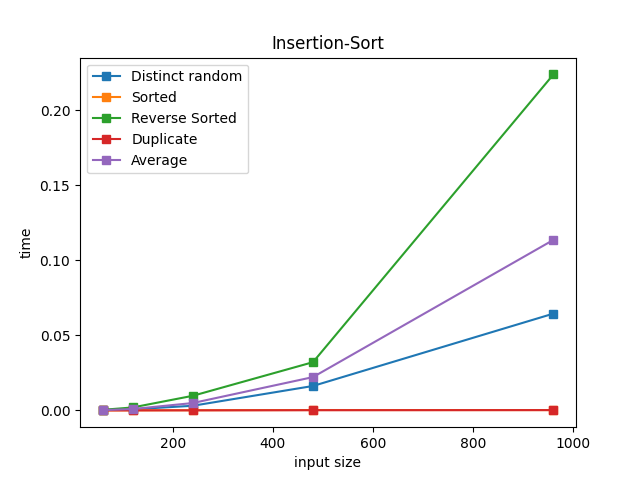 Insertion-Sort
Distinct random
Sorted
Reverse Sorted
Duplicate
Average
time
0.20
0.15
0.10
0.05
0.00
200
400
600
800
1000
input size